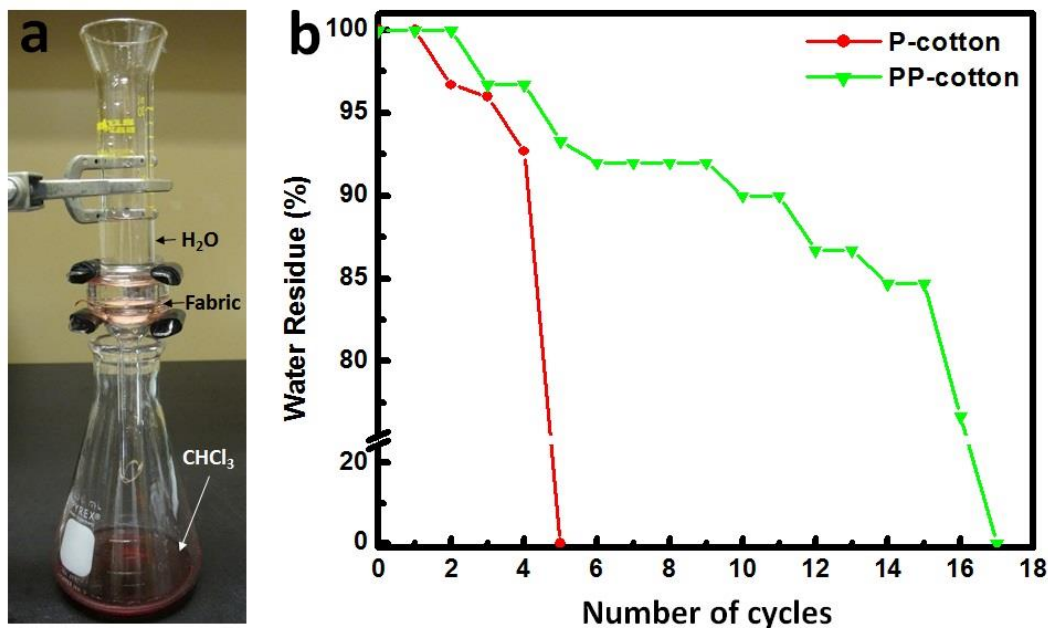 a
H₂O
Fabric
CHCl₃
PYREX®
b
P-cotton
PP-cotton
Water Residue (%)
100
95
90
85
80
20
0
0 2 4 6 8 10 12 14 16 18
Number of cycles